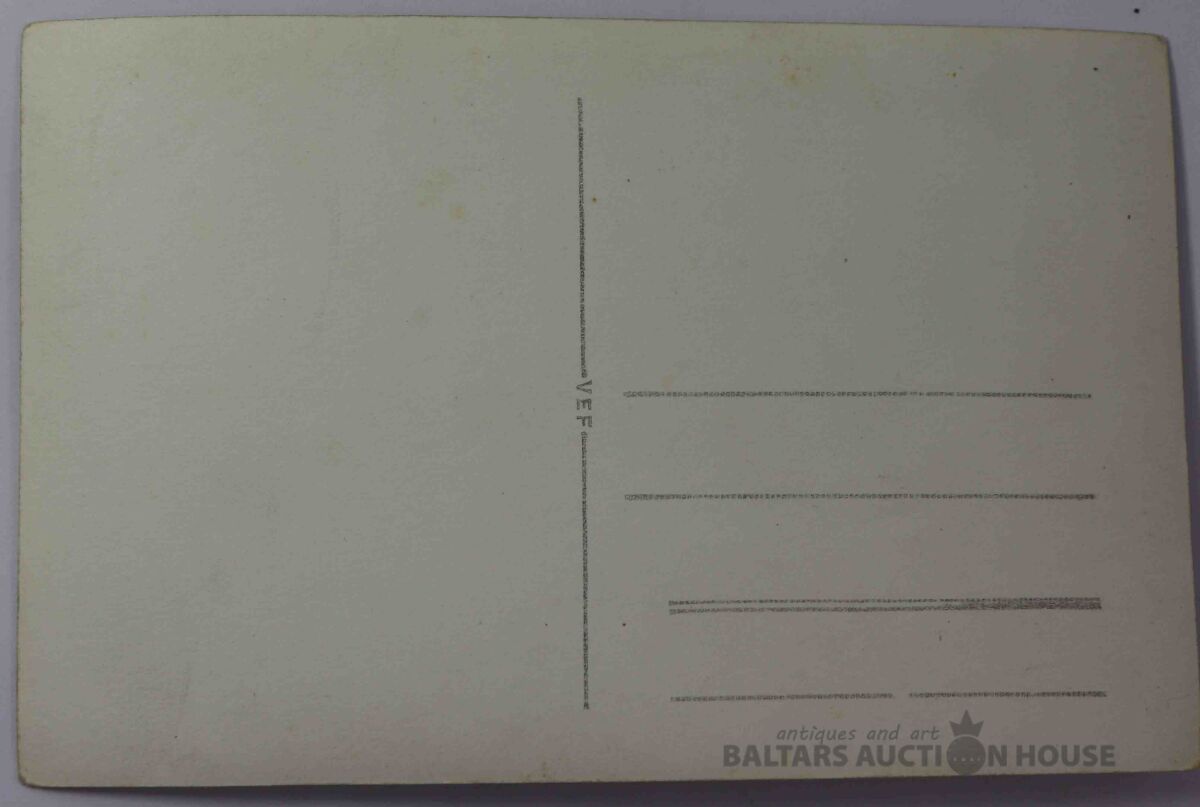 VEF
antiques and art
BALTARS AUCTION HOUSE